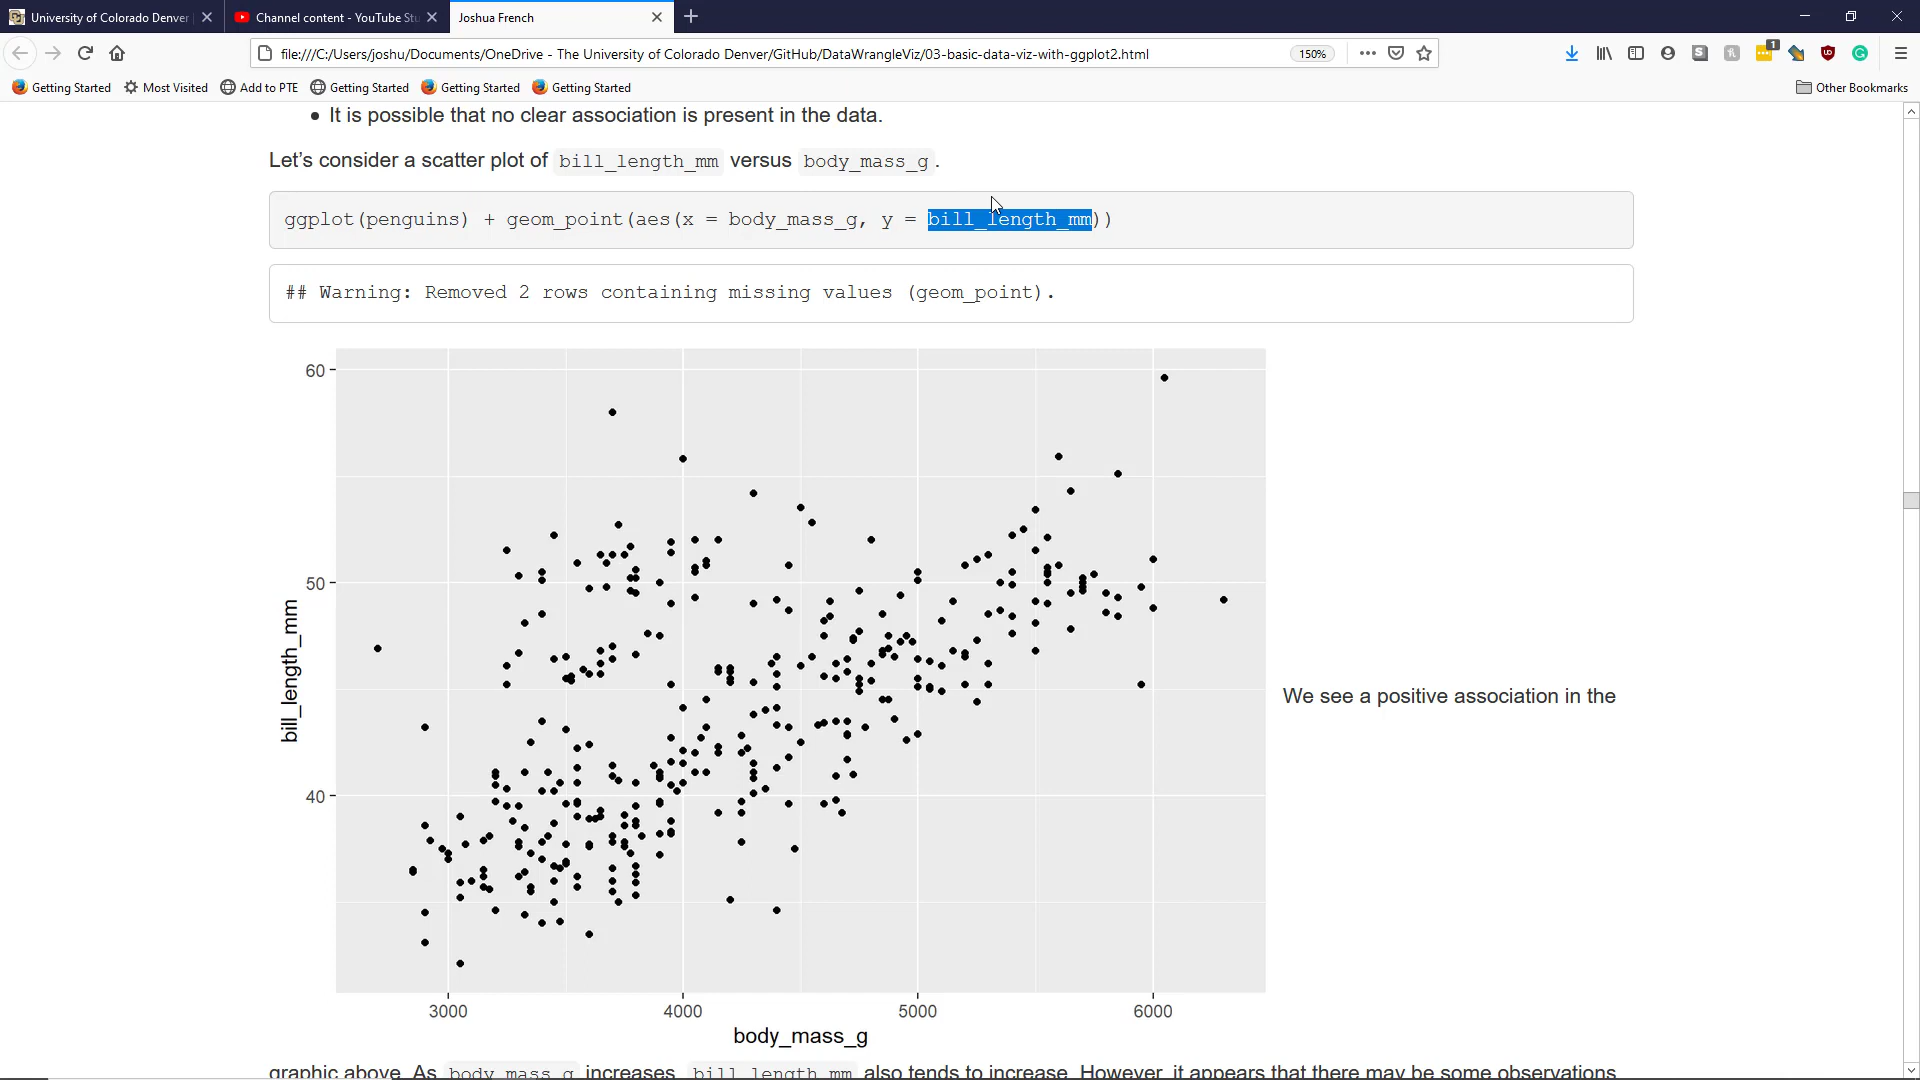 University of Colorado Denver
Channel content - YouTube Stu
Joshua French
file:///C:/Users/joshu/Documents/OneDrive - The University of Colorado Denver/GitHub/DataWrangleViz/03-basic-data-viz-with-ggplot2.html
150%
1
Getting Started
Most Visited
Add to PTE
Getting Started
Getting Started
Getting Started
Other Bookmarks
• It is possible that no clear association is present in the data.
Let's consider a scatter plot of bill_length_mm versus body_mass_g.
ggplot(penguins) + geom_point(aes(x = body_mass_g, y = bill_length_mm))
## Warning: Removed 2 rows containing missing values (geom_point).
60
50
40
bill_length_mm
3000 4000 5000 6000
body_mass_g
We see a positive association in the
graphic above. As body_mass_g increases, bill_length_mm also tends to increase. However, it appears that there may be some observations